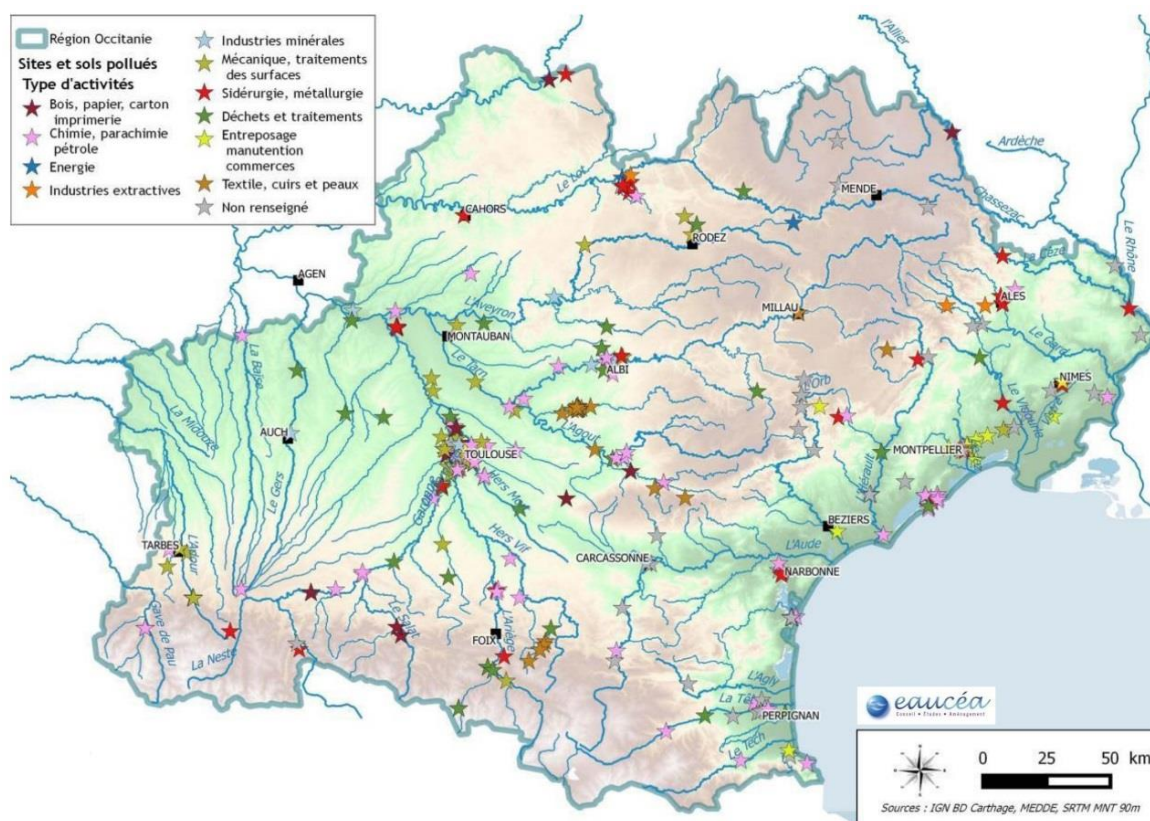 Région Occitanie
Sites et sols pollués
Type d'activités
Bois, papier, carton
imprimerie
Chimie, parachimie
pétrole
Energie
Industries extractives
Industries minérales
Mécanique, traitements
des surfaces
Sidérurgie, métallurgie
Déchets et traitements
Entreposage
manutention
commerces
Textile, cuirs et peaux
Non renseigné
l'Allier
Ardèche
Chassezac
Le Rhône
Le Lot
MENDE
CAHORS
RODEZ
La Cèze
AGEN
ALES
L'Aveyron
MILLAU
MONTAUBAN
Le Gard
La Baïse
Le Tarn
ALBI
NIMES
L'Orb
Le Vidourle
La Midouze
L'Agout
AUCH
TOULOUSE
MONTPELLIER
Le Gers
Hers Mort
L'Hérault
Garonne
BEZIERS
Hers Vif
TARBES
L'Adour
L'Aude
CARCASSONNE
NARBONNE
Le Salat
L'Ariège
Gave de Pau
FOIX
La Neste
L'Agly
La Têt
PERPIGNAN
Le Tech
eaucéa
Conseil • Études • Aménagement
0 25 50 km
Sources : IGN BD Carthage, MEDDE, SRTM MNT 90m